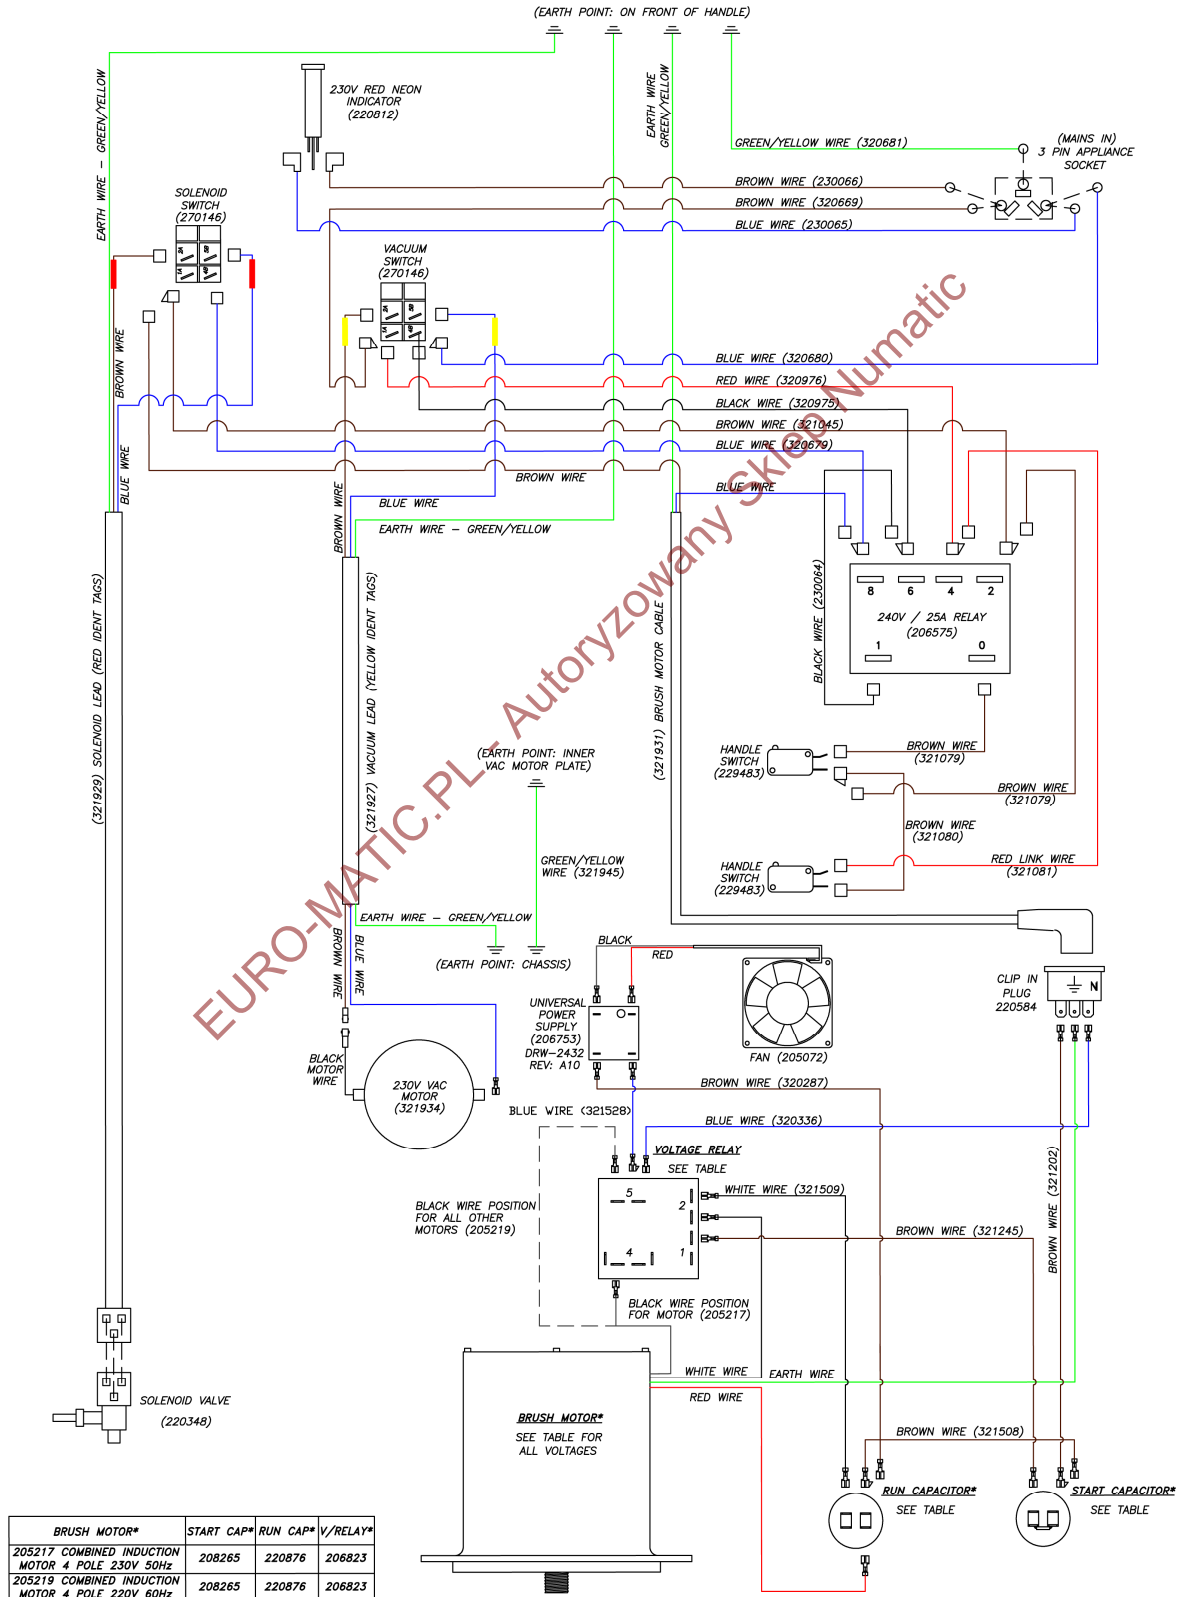 (EARTH POINT: ON FRONT OF HANDLE)
EARTH WIRE – GREEN/YELLOW
230V RED NEON
INDICATOR
(220812)
EARTH WIRE
GREEN/YELLOW
GREEN/YELLOW WIRE (320681)
(MAINS IN)
3 PIN APPLIANCE
SOCKET
BROWN WIRE (230066)
BROWN WIRE (320669)
BLUE WIRE (230065)
SOLENOID
SWITCH
(270146)
2A
5B
1A
4B
VACUUM
SWITCH
(270146)
2A
5B
1A
4B
BROWN WIRE
BLUE WIRE
BLUE WIRE (320680)
RED WIRE (320976)
BLACK WIRE (320975)
BROWN WIRE (321045)
BLUE WIRE (320679)
BROWN WIRE
BLUE WIRE
BROWN WIRE
BLUE WIRE
EARTH WIRE – GREEN/YELLOW
BLACK WIRE (230064)
8 6 4 2
240V / 25A RELAY
(206575)
1 0
(321929) SOLENOID LEAD (RED IDENT TAGS)
(321927) VACUUM LEAD (YELLOW IDENT TAGS)
(321931) BRUSH MOTOR CABLE
EURO-MATIC.PL - Autoryzowany Sklep Numatic
HANDLE
SWITCH
(229483)
BROWN WIRE
(321079)
BROWN WIRE
(321079)
BROWN WIRE
(321080)
HANDLE
SWITCH
(229483)
RED LINK WIRE
(321081)
(EARTH POINT: INNER
VAC MOTOR PLATE)
GREEN/YELLOW
WIRE (321945)
EARTH WIRE – GREEN/YELLOW
(EARTH POINT: CHASSIS)
BROWN WIRE
BLUE WIRE
BLACK
RED
UNIVERSAL
POWER
SUPPLY
(206753)
DRW-2432
REV: A10
FAN (205072)
CLIP IN
PLUG
220584
N
BLACK
MOTOR
WIRE
230V VAC
MOTOR
(321934)
BROWN WIRE (320287)
BLUE WIRE (321528)
BLUE WIRE (320336)
VOLTAGE RELAY
SEE TABLE
5
2
4
1
WHITE WIRE (321509)
BLACK WIRE POSITION
FOR ALL OTHER
MOTORS (205219)
BROWN WIRE (321245)
BROWN WIRE (321202)
BLACK WIRE POSITION
FOR MOTOR (205217)
WHITE WIRE
EARTH WIRE
RED WIRE
SOLENOID VALVE
(220348)
BRUSH MOTOR*
SEE TABLE FOR
ALL VOLTAGES
BROWN WIRE (321508)
RUN CAPACITOR*
SEE TABLE
START CAPACITOR*
SEE TABLE
BRUSH MOTOR* START CAP* RUN CAP* V/RELAY*
205217 COMBINED INDUCTION
MOTOR 4 POLE 230V 50Hz 208265 220876 206823
205219 COMBINED INDUCTION
MOTOR 4 POLE 220V 60Hz 208265 220876 206823